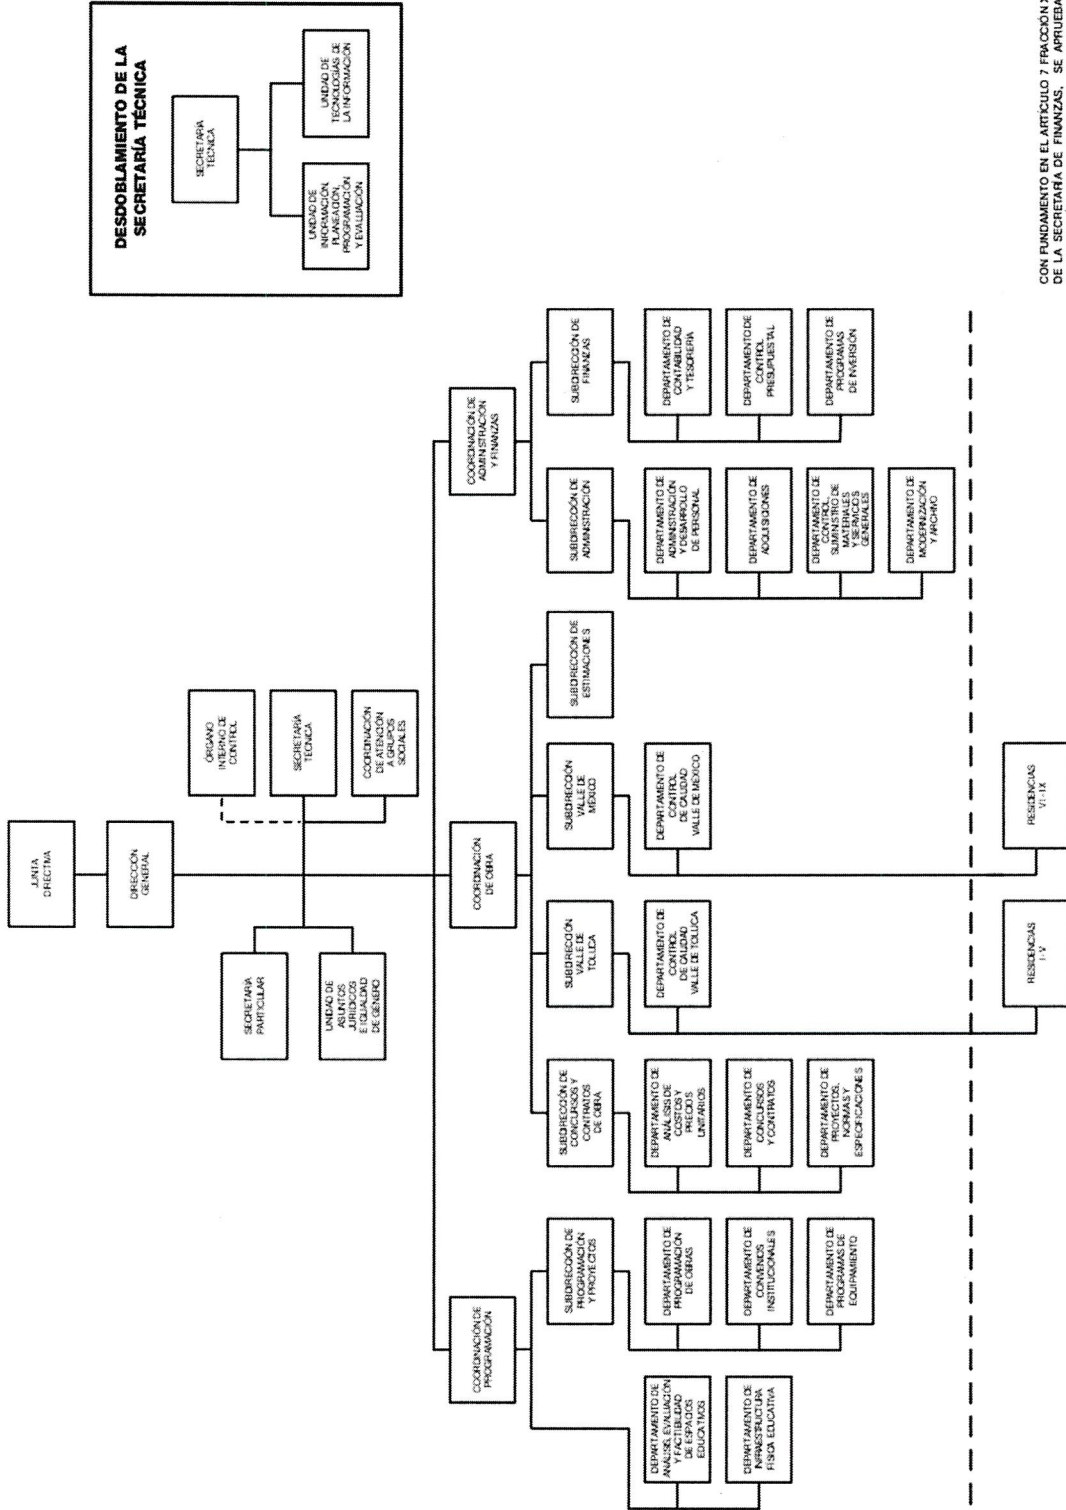 DESDOBLAMIENTO DE LA
SECRETARÍA TÉCNICA
SECRETARÍA
TÉCNICA
UNIDAD DE
INFORMACIÓN,
PLANEACIÓN,
PROGRAMACIÓN
Y EVALUACIÓN
UNIDAD DE
TECNOLOGÍAS DE
LA INFORMACIÓN
JUNTA
DIRECTIVA
DIRECCIÓN
GENERAL
SECRETARÍA
PARTICULAR
ÓRGANO
INTERNO DE
CONTROL
SECRETARÍA
TÉCNICA
UNIDAD DE
ASUNTOS
JURÍDICOS
E IGUALDAD
DE GÉNERO
COORDINACIÓN
DE ATENCIÓN
A GRUPOS
SOCIALES
COORDINACIÓN DE
PROGRAMACIÓN
COORDINACIÓN
DE OBRA
COORDINACIÓN DE
ADMINISTRACIÓN
Y FINANZAS
SUBDIRECCIÓN DE
PROGRAMACIÓN
Y PROYECTOS
SUBDIRECCIÓN DE
CONCURSOS Y
CONTRATOS
DE OBRA
SUBDIRECCIÓN
VALLE DE
TOLUCA
SUBDIRECCIÓN
VALLE DE
MÉXICO
SUBDIRECCIÓN DE
ESTIMACIONES
SUBDIRECCIÓN DE
ADMINISTRACIÓN
SUBDIRECCIÓN DE
FINANZAS
DEPARTAMENTO DE
ANÁLISIS, EVALUACIÓN
Y FACTIBILIDAD
DE ESPACIOS
EDUCATIVOS
DEPARTAMENTO DE
PROGRAMACIÓN
DE OBRAS
DEPARTAMENTO DE
ANÁLISIS DE
COSTOS Y
PRECIOS
UNITARIOS
DEPARTAMENTO DE
CONTROL
DE CALIDAD
VALLE DE TOLUCA
DEPARTAMENTO DE
CONTROL
DE CALIDAD
VALLE DE MÉXICO
DEPARTAMENTO DE
ADMINISTRACIÓN
Y DESARROLLO
DE PERSONAL
DEPARTAMENTO DE
CONTABILIDAD
Y TESORERÍA
DEPARTAMENTO DE
INFRAESTRUCTURA
FÍSICA EDUCATIVA
DEPARTAMENTO DE
CONVENIOS
INSTITUCIONALES
DEPARTAMENTO DE
CONCURSOS
Y CONTRATOS
DEPARTAMENTO DE
ADQUISICIONES
DEPARTAMENTO DE
CONTROL
PRESUPUESTAL
DEPARTAMENTO DE
PROGRAMAS DE
EQUIPAMIENTO
DEPARTAMENTO DE
PROYECTOS,
NORMAS Y
ESPECIFICACIONES
DEPARTAMENTO DE
CONTROL,
SUMINISTRO DE
MATERIALES
Y SERVICIOS
GENERALES
DEPARTAMENTO DE
PROGRAMAS
DE INVERSIÓN
DEPARTAMENTO DE
MODERNIZACIÓN
Y ARCHIVO
RESIDENCIAS
I - V
RESIDENCIAS
VI - IX
CON FUNDAMENTO EN EL ARTÍCULO 7 FRACCIÓN
DE LA SECRETARÍA DE FINANZAS, SE APRUEBA